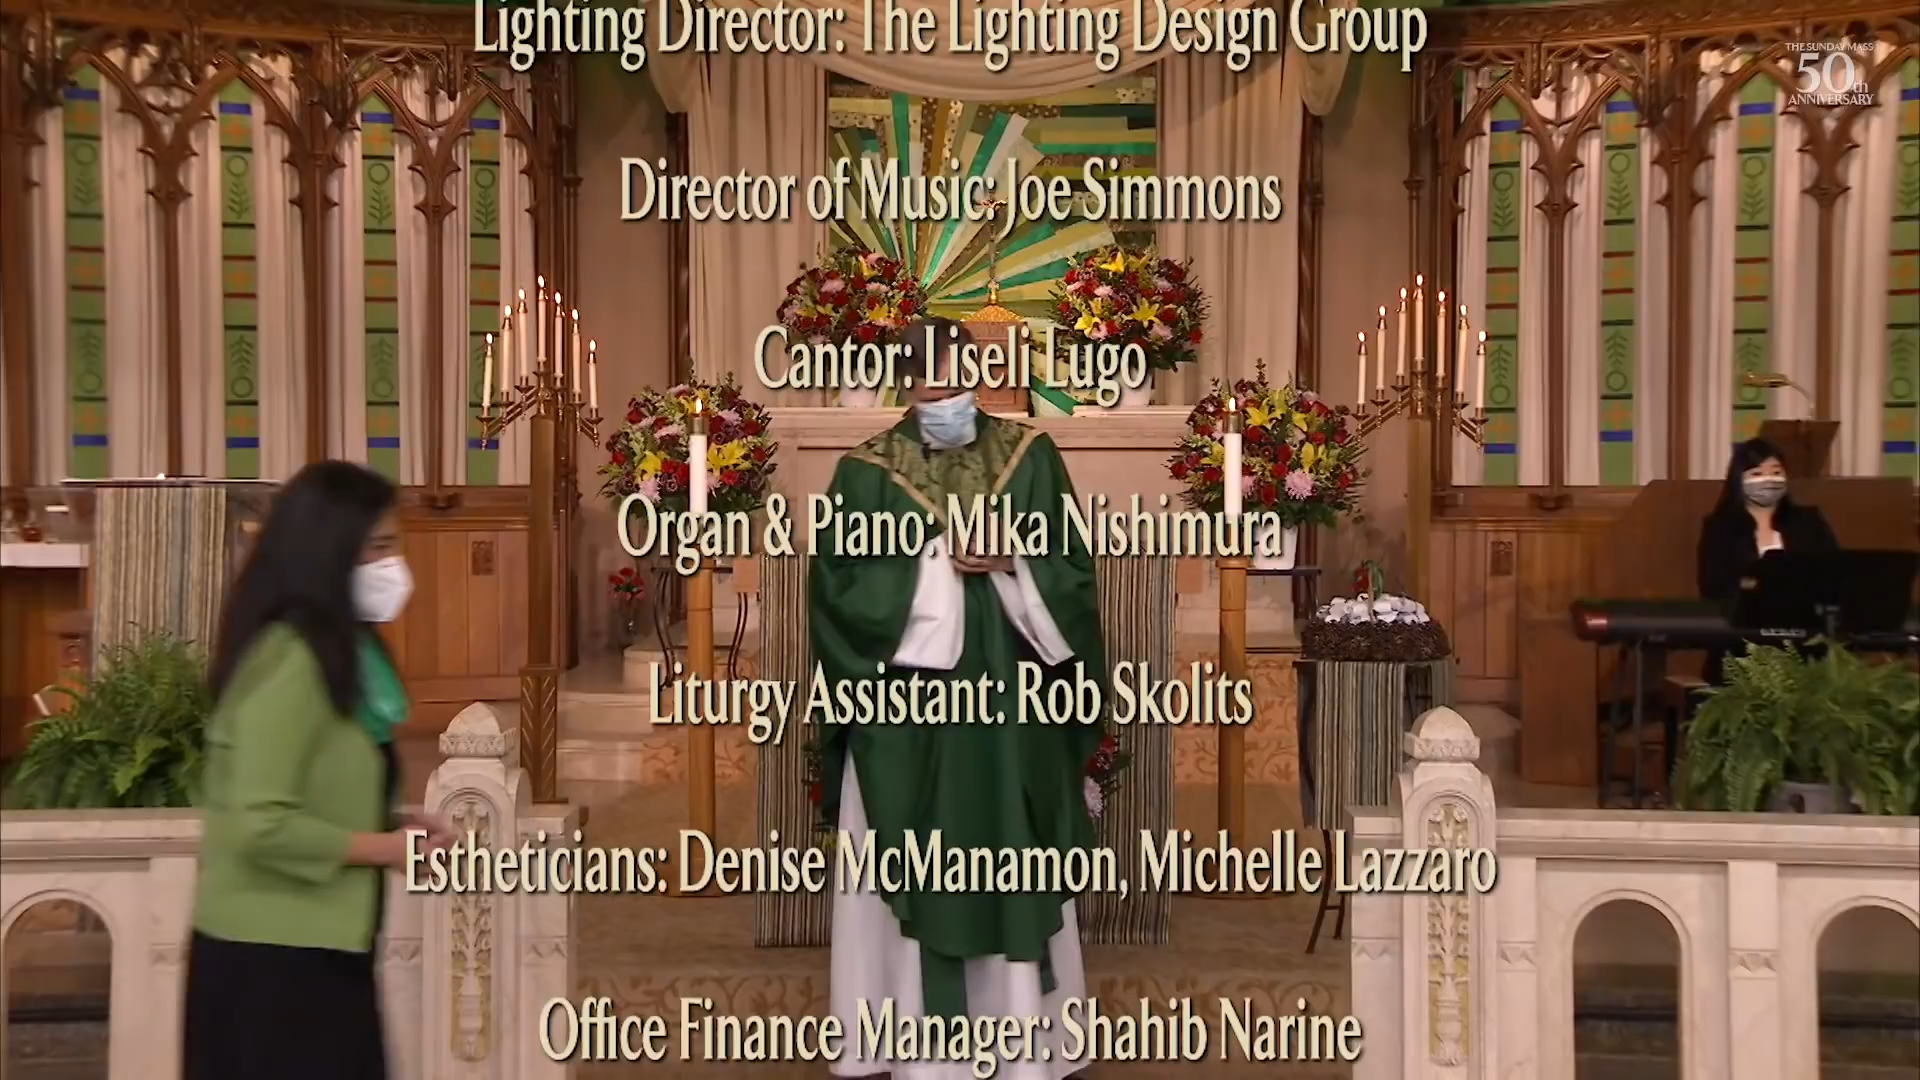 Lighting Director: The Lighting Design Group
THE SUNDAY MASS
50th
ANNIVERSARY
Director of Music: Joe Simmons
Cantor: Liseli Lugo
Organ & Piano: Mika Nishimura
Liturgy Assistant: Rob Skolits
Estheticians: Denise McManamon, Michelle Lazzaro
Office Finance Manager: Shahib Narine